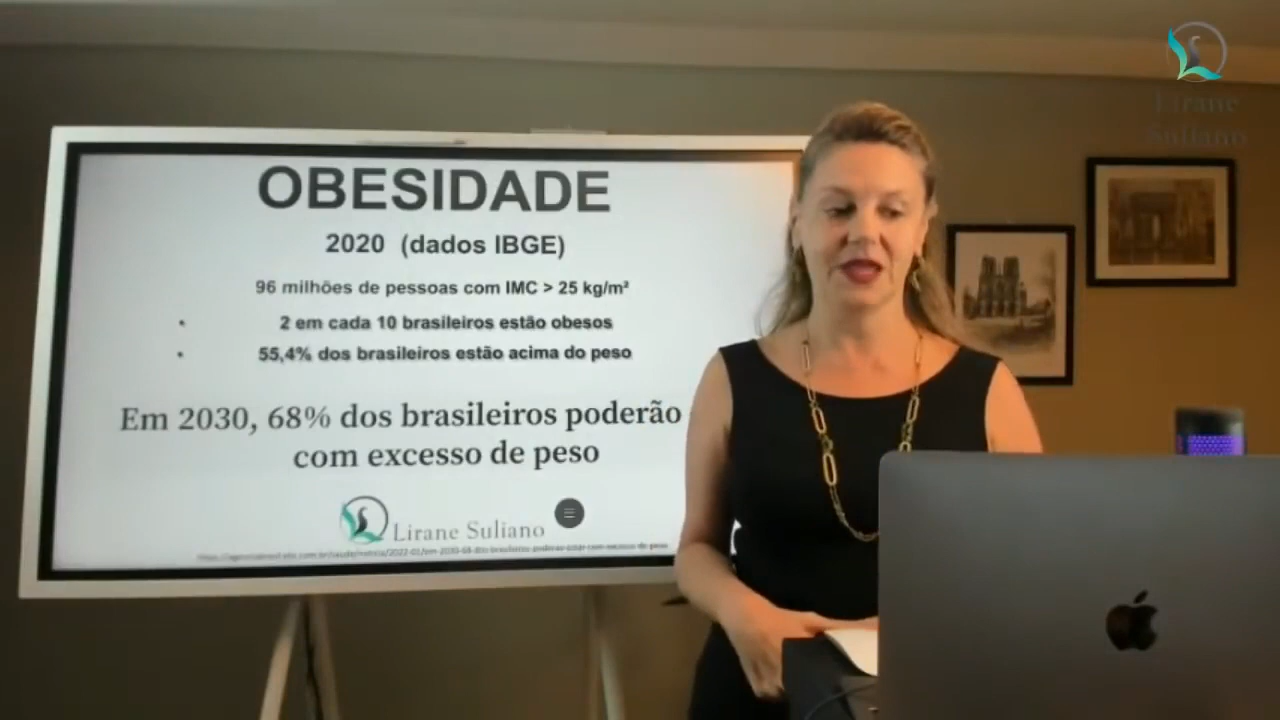 OBESIDADE
2020 (dados IBGE)
96 milhões de pessoas com IMC > 25 kg/m²
• 2 em cada 10 brasileiros estão obesos
• 55,4% dos brasileiros estão acima do peso
Em 2030, 68% dos brasileiros poderão
com excesso de peso
Lirane Suliano
Lirane
Suliano